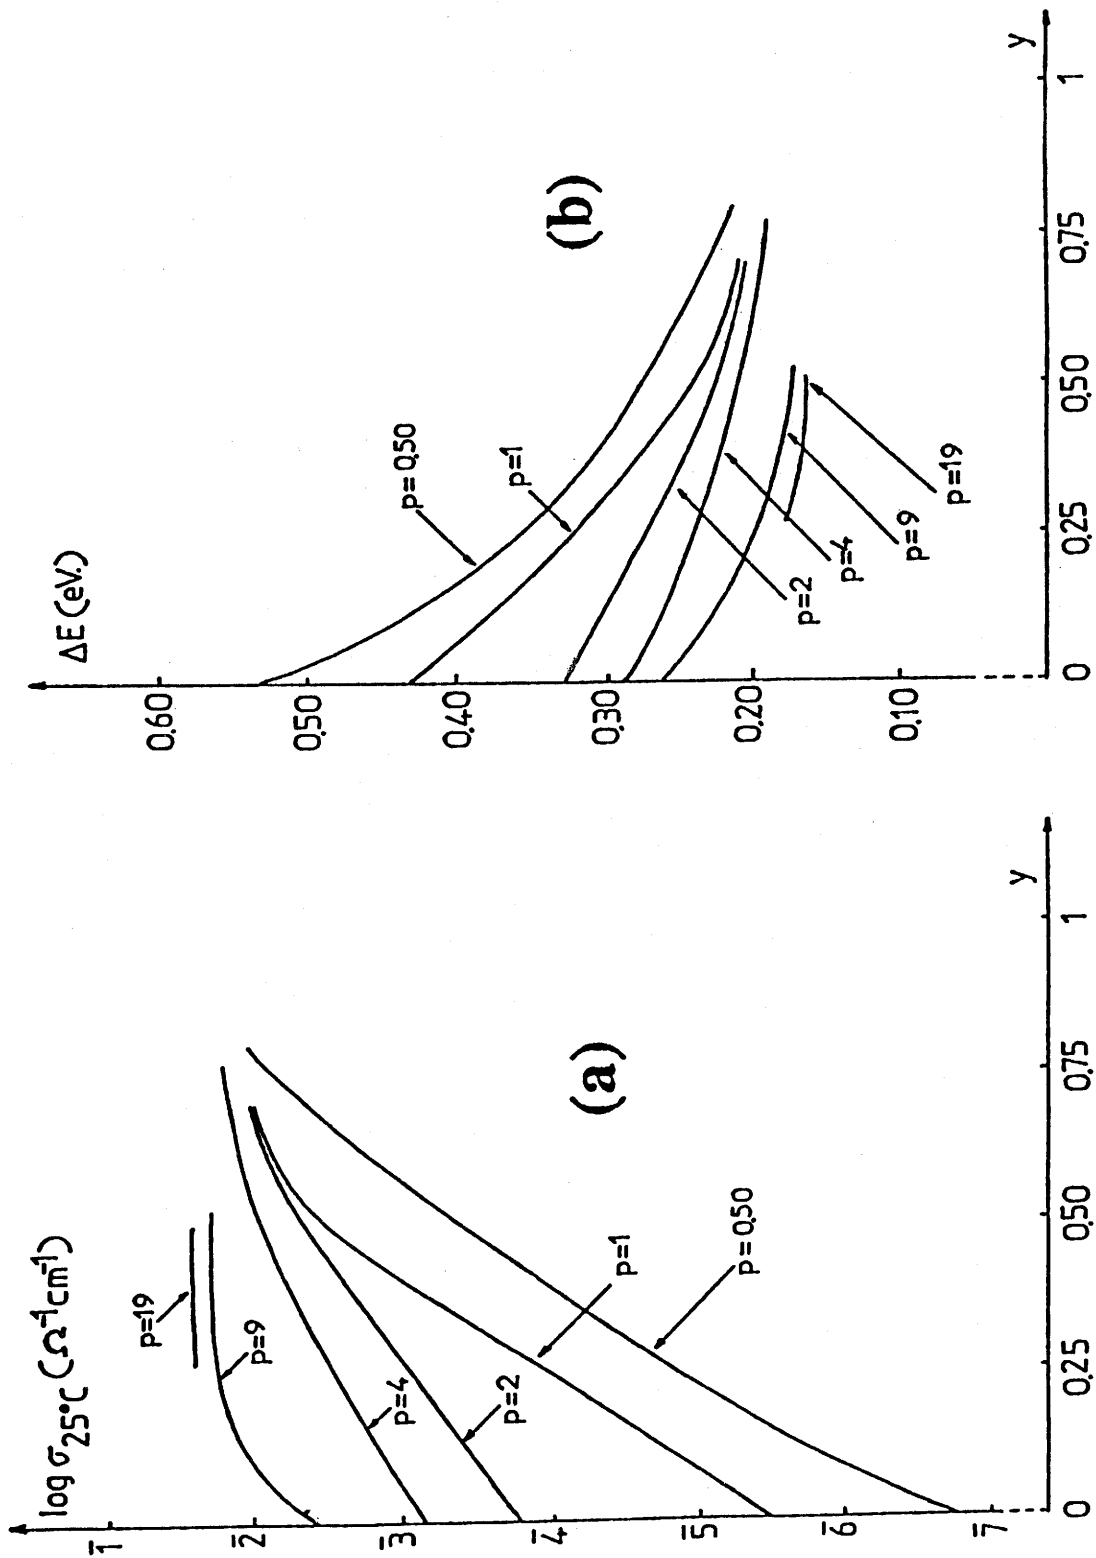 log σ25°C (Ω⁻¹cm⁻¹)
1̄
2̄
3̄
4̄
5̄
6̄
7̄
p=19
p=9
p=4
p=2
p=1
p=0,50
(a)
0
0,25
0,50
0,75
1
y
ΔE (eV.)
0,60
0,50
0,40
0,30
0,20
0,10
p=0,50
p=1
p=2
p=4
p=9
p=19
(b)
0
0,25
0,50
0,75
1
y